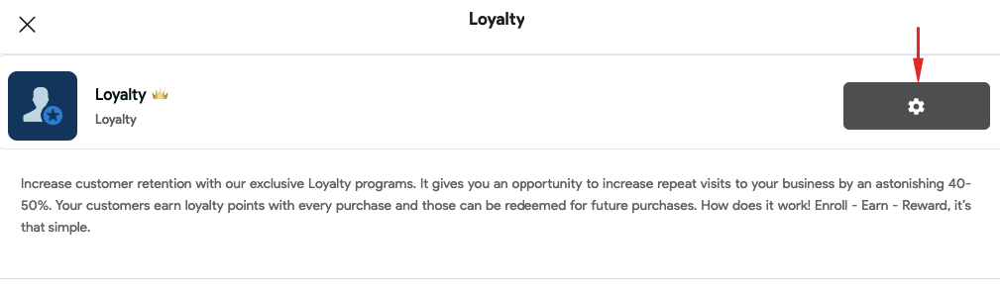 Loyalty
Loyalty
Loyalty
Increase customer retention with our exclusive Loyalty programs. It gives you an opportunity to increase repeat visits to your business by an astonishing 40-
50%. Your customers earn loyalty points with every purchase and those can be redeemed for future purchases. How does it work! Enroll - Earn - Reward, it's
that simple.